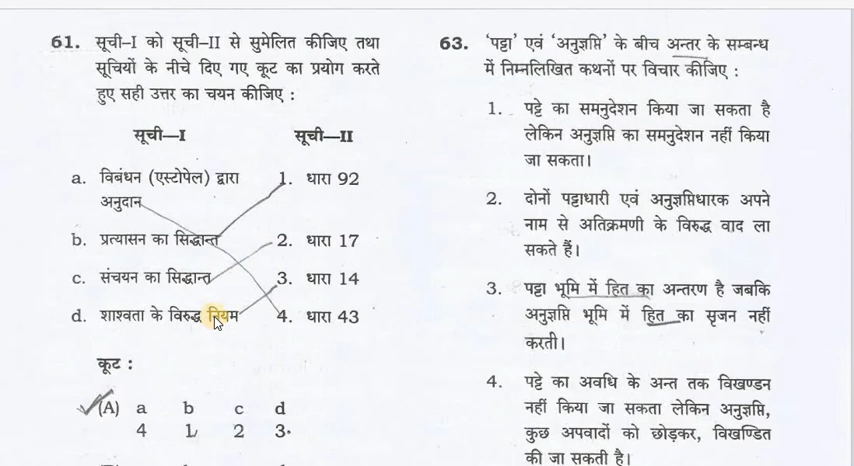 61. सूची–I को सूची–II से सुमेलित कीजिए तथा
सूचियों के नीचे दिए गए कूट का प्रयोग करते
हुए सही उत्तर का चयन कीजिए :
सूची—I सूची—II
a. विबंधन (एस्टोपेल) द्वारा 1. धारा 92
अनुदान
b. प्रत्यासन का सिद्धान्त 2. धारा 17
c. संचयन का सिद्धान्त 3. धारा 14
d. शाश्वता के विरुद्ध नियम 4. धारा 43
कूट :
(A) a b c d
4 1 2 3
63. ‘पट्टा’ एवं ‘अनुज्ञप्ति’ के बीच अन्तर के सम्बन्ध
में निम्नलिखित कथनों पर विचार कीजिए :
1. पट्टे का समनुदेशन किया जा सकता है
लेकिन अनुज्ञप्ति का समनुदेशन नहीं किया
जा सकता।
2. दोनों पट्टाधारी एवं अनुज्ञप्तिधारक अपने
नाम से अतिक्रमणी के विरुद्ध वाद ला
सकते हैं।
3. पट्टा भूमि में हित का अन्तरण है जबकि
अनुज्ञप्ति भूमि में हित का सृजन नहीं
करती।
4. पट्टे का अवधि के अन्त तक विखण्डन
नहीं किया जा सकता लेकिन अनुज्ञप्ति,
कुछ अपवादों को छोड़कर, विखण्डित
की जा सकती है।